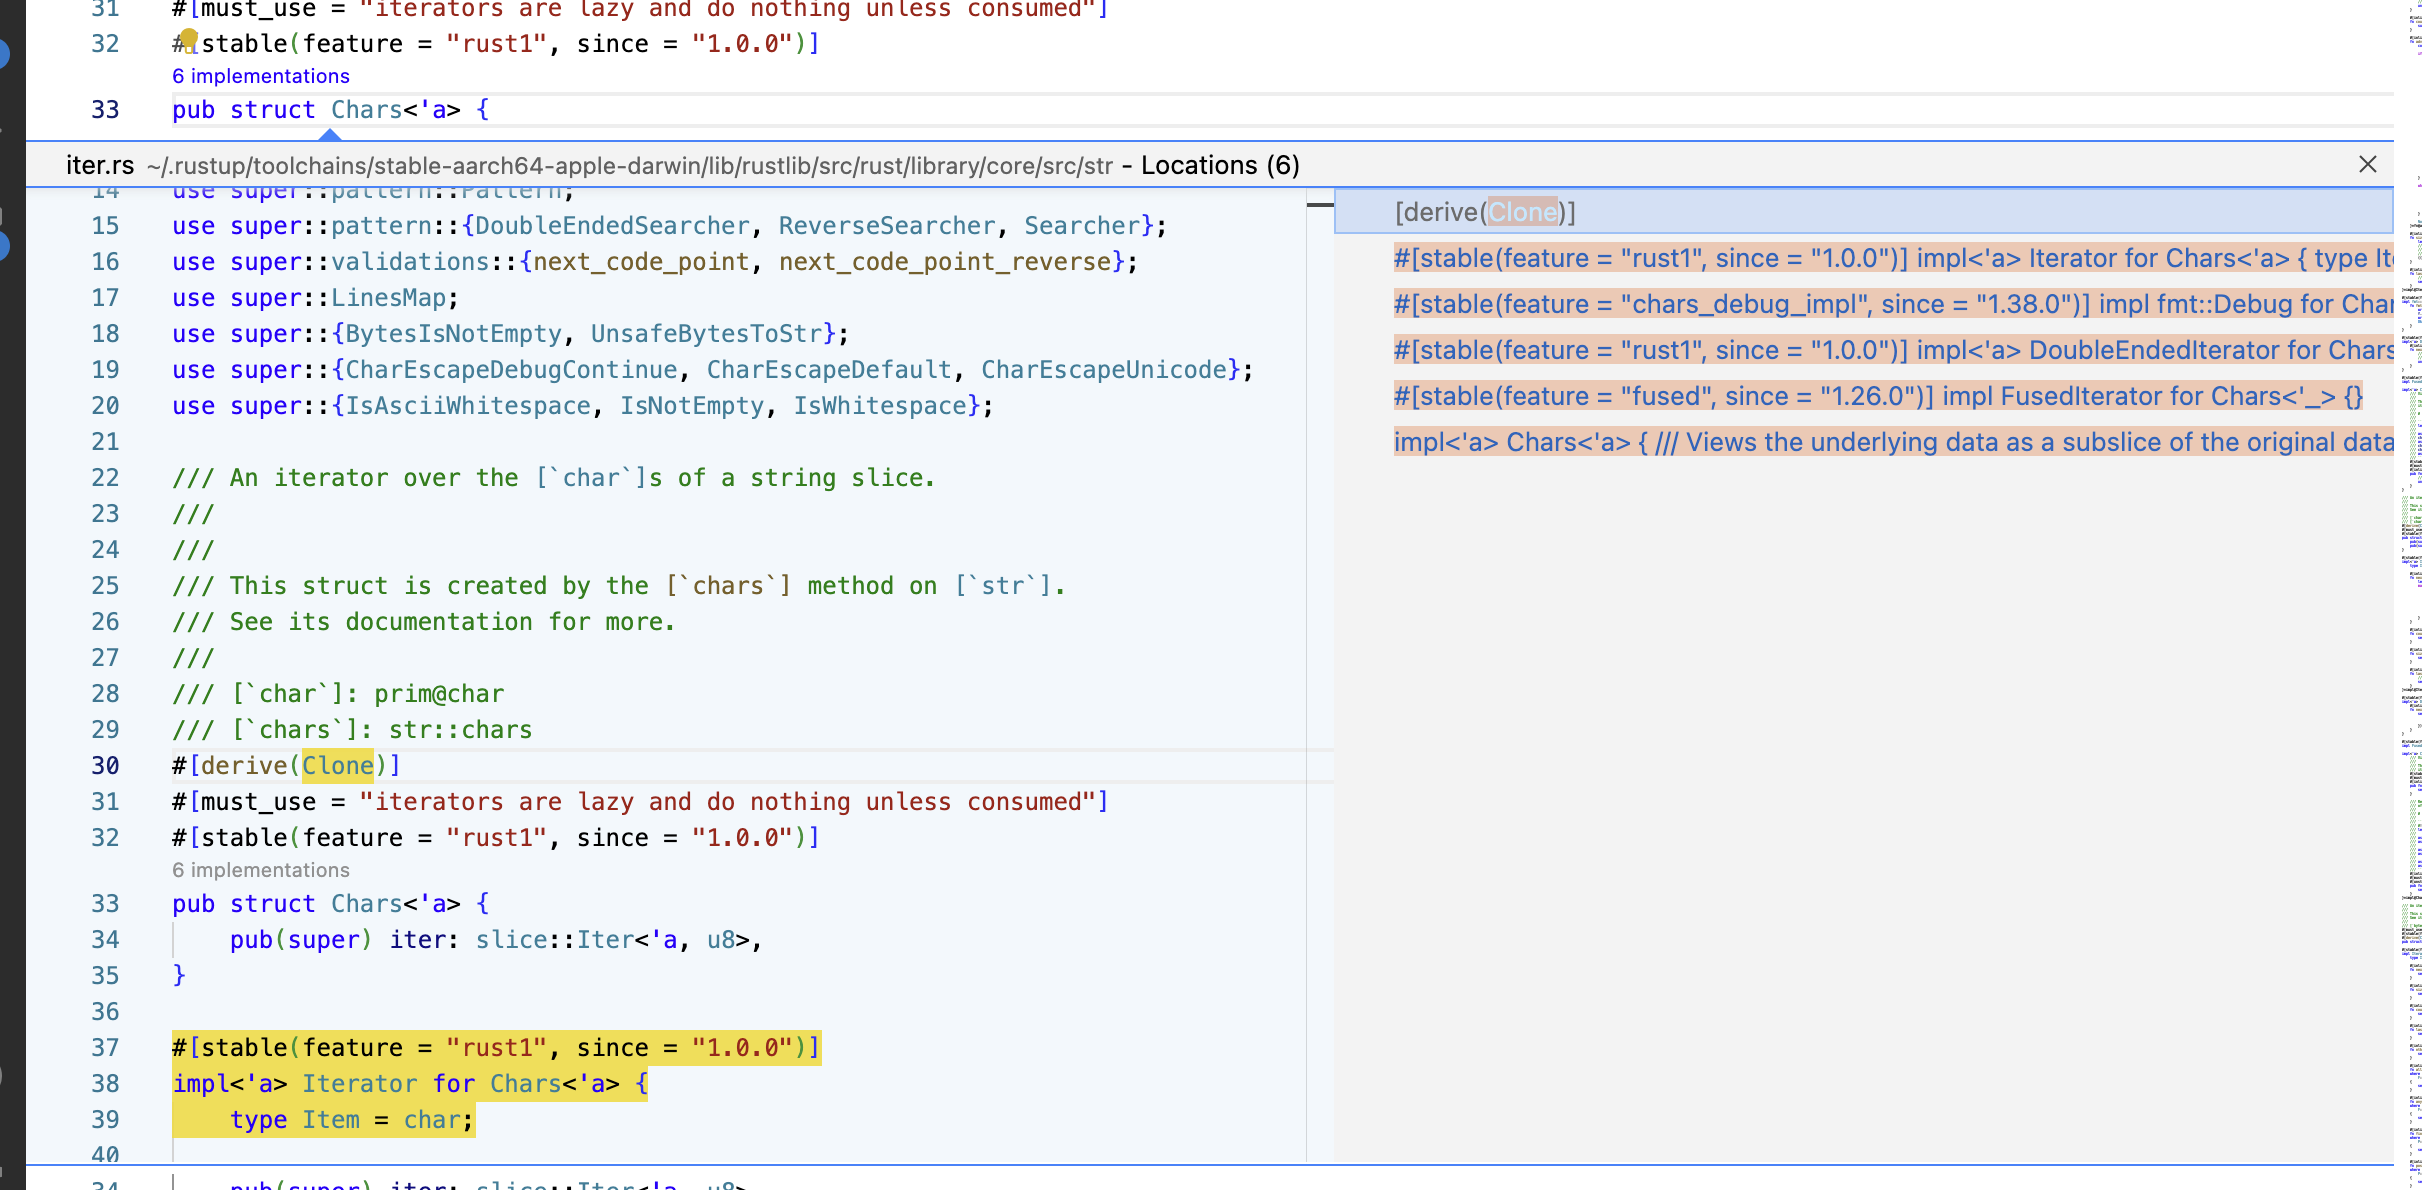 31 #[must_use = "iterators are lazy and do nothing unless consumed"]
32 #[stable(feature = "rust1", since = "1.0.0")]
6 implementations
33 pub struct Chars<'a> {
iter.rs ~/.rustup/toolchains/stable-aarch64-apple-darwin/lib/rustlib/src/rust/library/core/src/str - Locations (6)
14 use super::pattern::Pattern;
15 use super::pattern::{DoubleEndedSearcher, ReverseSearcher, Searcher};
16 use super::validations::{next_code_point, next_code_point_reverse};
17 use super::LinesMap;
18 use super::{BytesIsNotEmpty, UnsafeBytesToStr};
19 use super::{CharEscapeDebugContinue, CharEscapeDefault, CharEscapeUnicode};
20 use super::{IsAsciiWhitespace, IsNotEmpty, IsWhitespace};
21
22 /// An iterator over the [`char`]s of a string slice.
23 ///
24 ///
25 /// This struct is created by the [`chars`] method on [`str`].
26 /// See its documentation for more.
27 ///
28 /// [`char`]: prim@char
29 /// [`chars`]: str::chars
30 #[derive(Clone)]
31 #[must_use = "iterators are lazy and do nothing unless consumed"]
32 #[stable(feature = "rust1", since = "1.0.0")]
6 implementations
33 pub struct Chars<'a> {
34 pub(super) iter: slice::Iter<'a, u8>,
35 }
36
37 #[stable(feature = "rust1", since = "1.0.0")]
38 impl<'a> Iterator for Chars<'a> {
39 type Item = char;
40
34 pub(super) iter: slice::Iter<'a, u8>
[derive(Clone)]
#[stable(feature = "rust1", since = "1.0.0")] impl<'a> Iterator for Chars<'a> { type It
#[stable(feature = "chars_debug_impl", since = "1.38.0")] impl fmt::Debug for Char
#[stable(feature = "rust1", since = "1.0.0")] impl<'a> DoubleEndedIterator for Chars
#[stable(feature = "fused", since = "1.26.0")] impl FusedIterator for Chars<'_> {}
impl<'a> Chars<'a> { /// Views the underlying data as a subslice of the original data